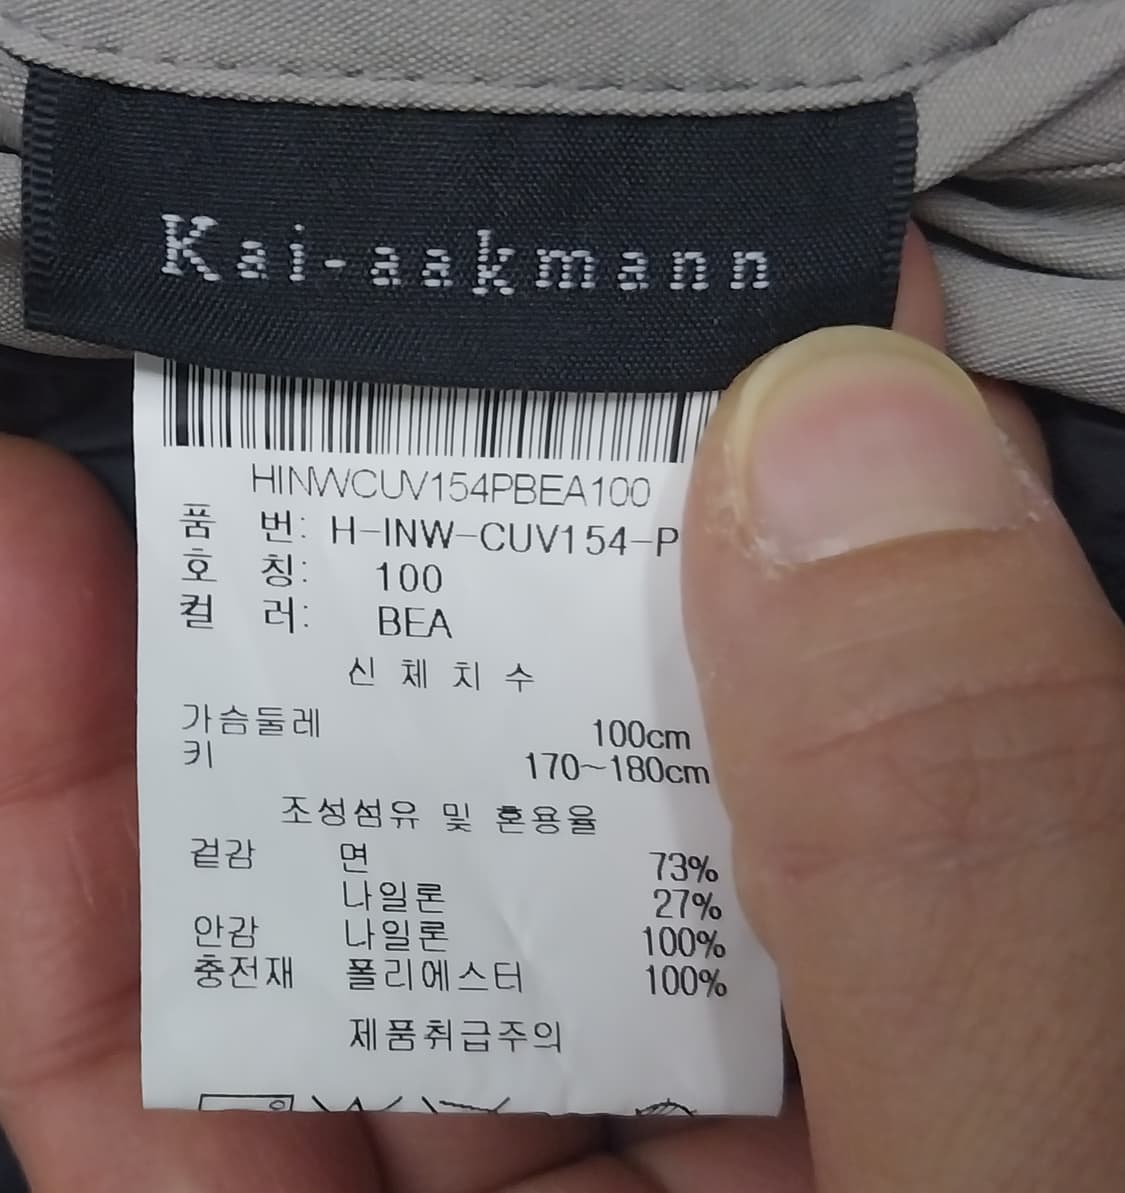 Kai-aakmann
HINWCUV154PBEA100
품 번: H-INW-CUV154-P
호 칭: 100
컬 러: BEA
신체치수
가슴둘레 100cm
키 170~180cm
조성섬유 및 혼용율
겉감 면 73%
나일론 27%
안감 나일론 100%
충전재 폴리에스터 100%
제품취급주의